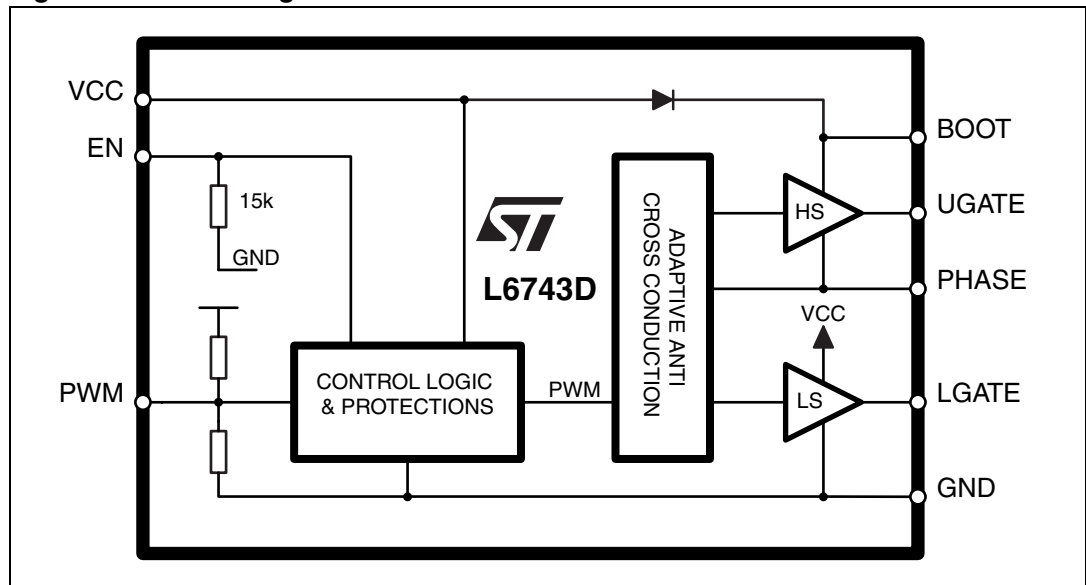 VCC
EN
15k
GND
PWM
ST
L6743D
CONTROL LOGIC
& PROTECTIONS
PWM
ADAPTIVE ANTI
CROSS CONDUCTION
HS
VCC
LS
BOOT
UGATE
PHASE
LGATE
GND